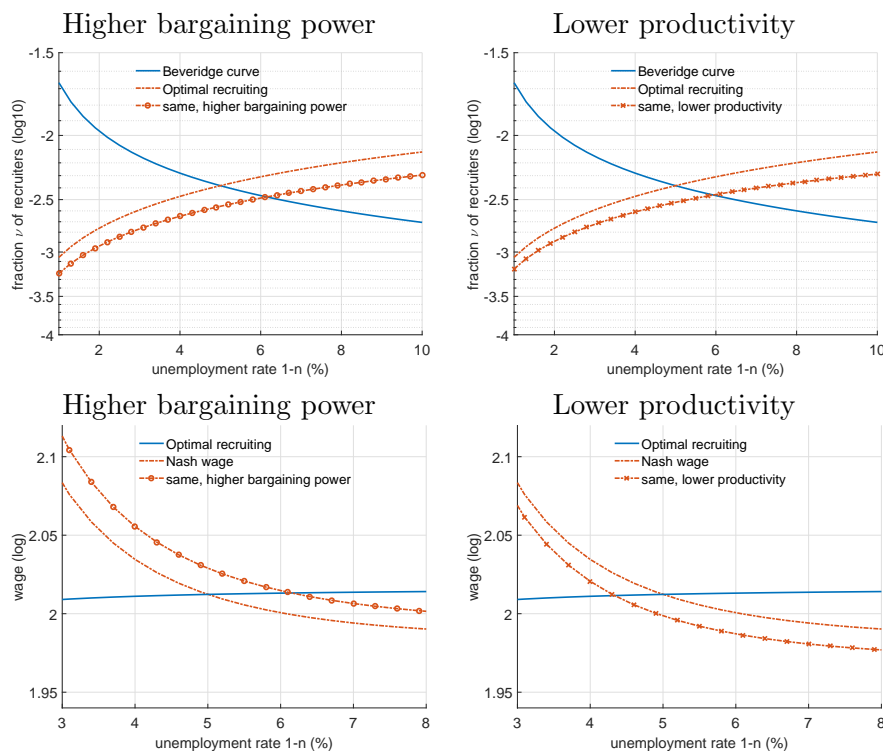 Higher bargaining power
-1.5
-2
-2.5
-3
-3.5
-4
fraction ν of recruiters (log10)
Beveridge curve
Optimal recruiting
same, higher bargaining power
2
4
6
8
10
unemployment rate 1-n (%)
Lower productivity
-1.5
-2
-2.5
-3
-3.5
-4
fraction ν of recruiters (log10)
Beveridge curve
Optimal recruiting
same, lower productivity
2
4
6
8
10
unemployment rate 1-n (%)
Higher bargaining power
2.1
2.05
2
1.95
wage (log)
Optimal recruiting
Nash wage
same, higher bargaining power
3
4
5
6
7
8
unemployment rate 1-n (%)
Lower productivity
2.1
2.05
2
1.95
wage (log)
Optimal recruiting
Nash wage
same, lower productivity
3
4
5
6
7
8
unemployment rate 1-n (%)